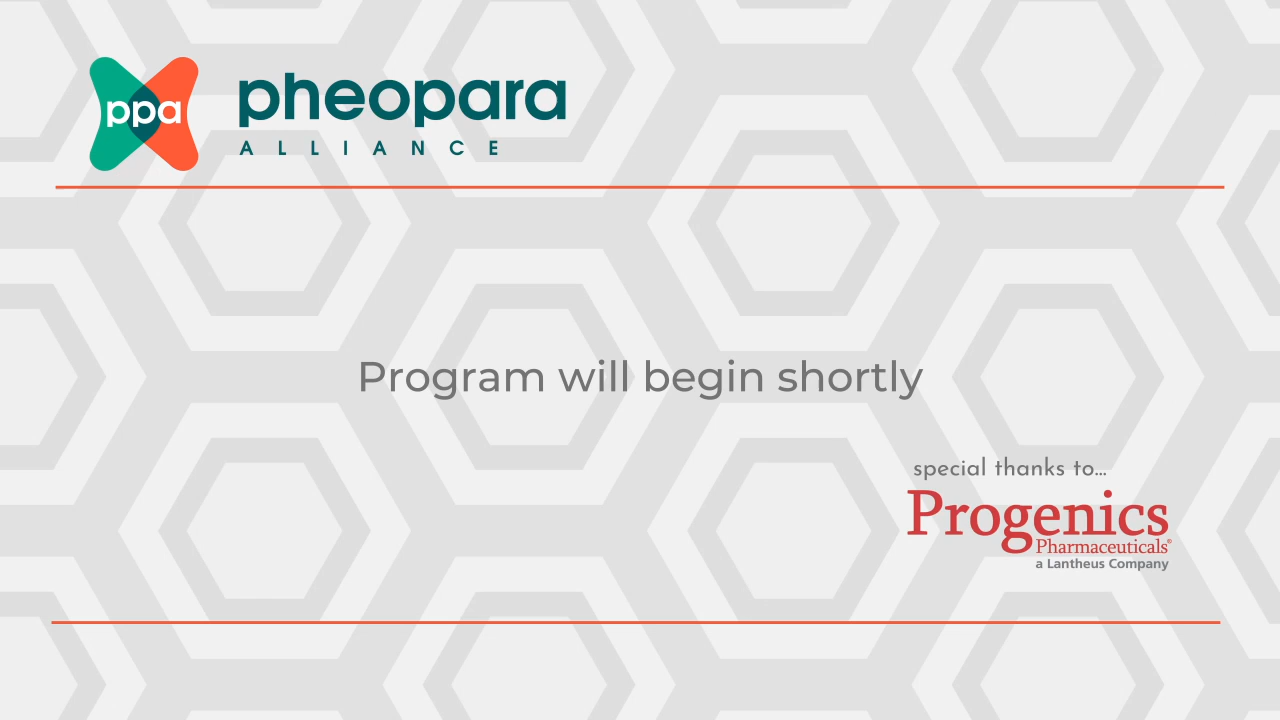 ppa
pheopara
ALLIANCE
Program will begin shortly
special thanks to...
Progenics
Pharmaceuticals®
a Lantheus Company